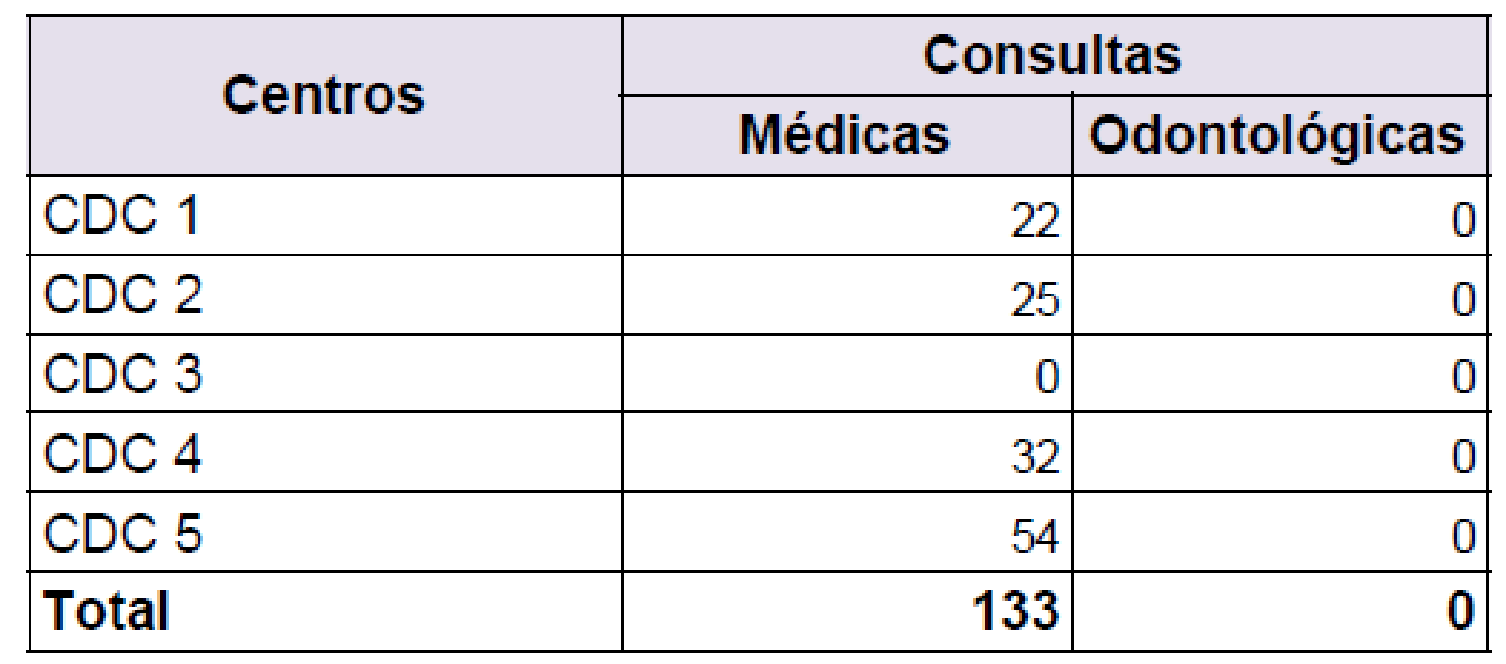 Centros Consultas
Médicas Odontológicas
CDC 1 22 0
CDC 2 25 0
CDC 3 0 0
CDC 4 32 0
CDC 5 54 0
Total 133 0